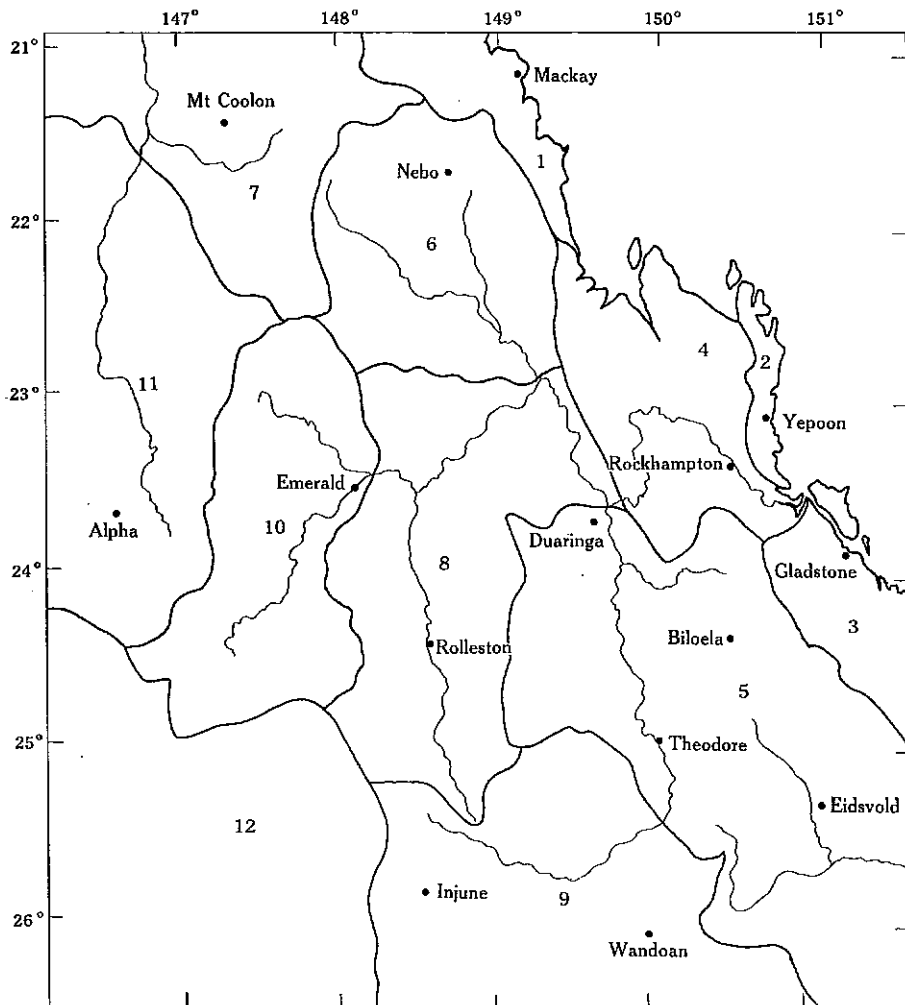 147° 148° 149° 150° 151°
21°
Mackay
Mt Coolon
1
Nebo
7
22°
6
4
2
11
23°
Yepoon
Rockhampton
Emerald
Alpha
10
Duaringa
8
Gladstone
24°
3
Biloela
Rolleston
5
Theodore
25°
Eidsvold
12
Injune
9
26°
Wandoan